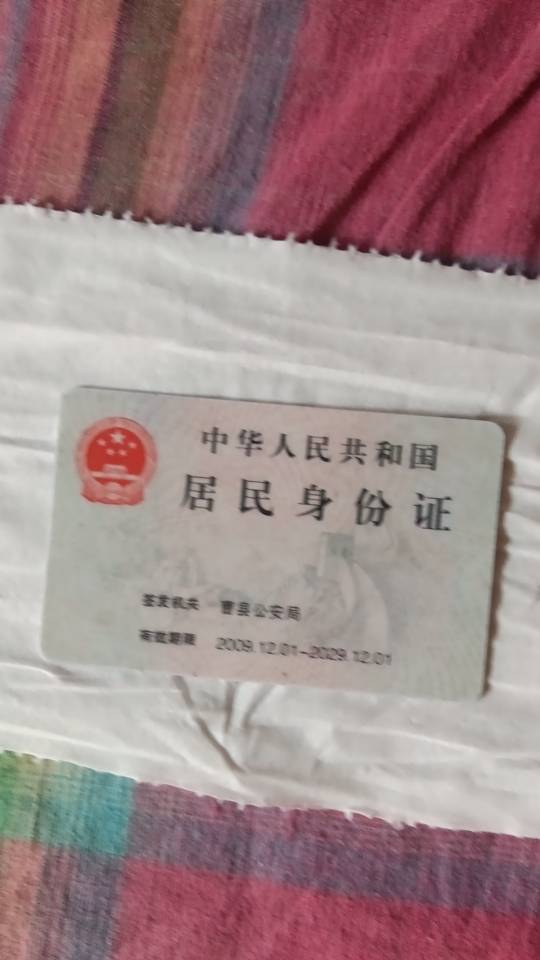 中华人民共和国
居民身份证
签发机关 曹县公安局
有效期限 2009.12.01-2029.12.01